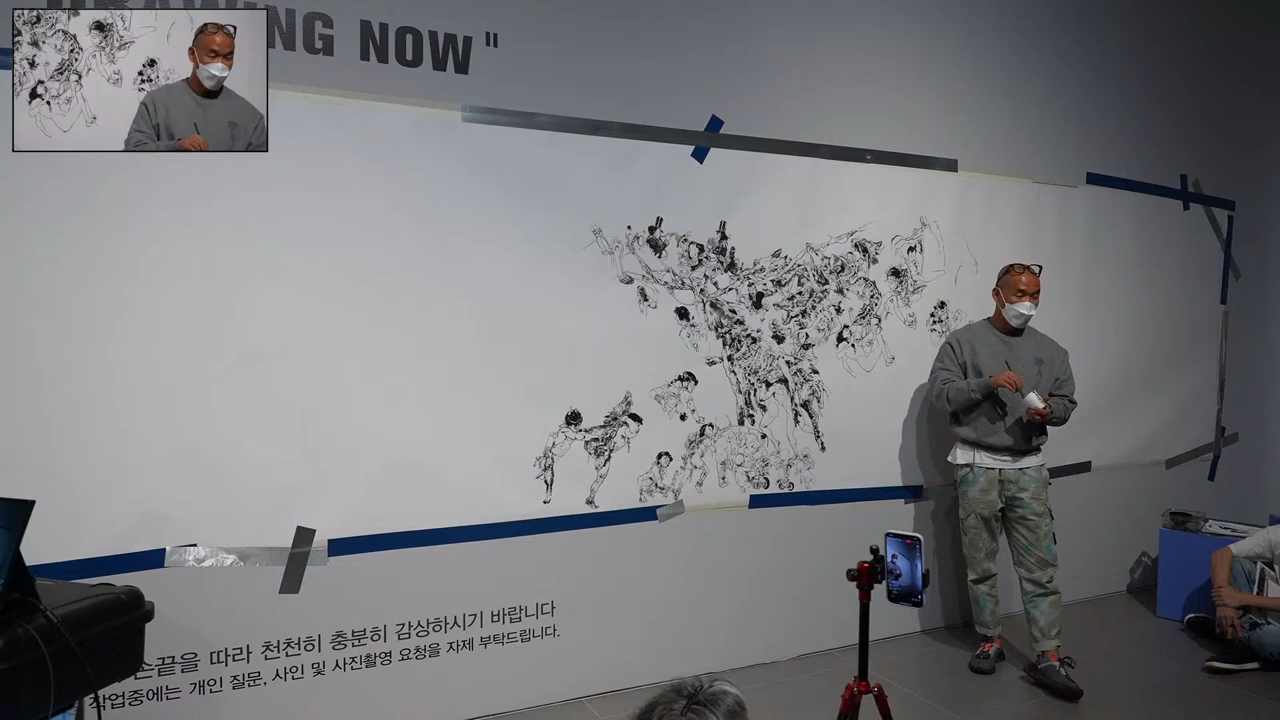 DRAWING NOW "
손끝을 따라 천천히 충분히 감상하시기 바랍니다
작업중에는 개인 질문, 사인 및 사진촬영 요청을 자제 부탁드립니다.